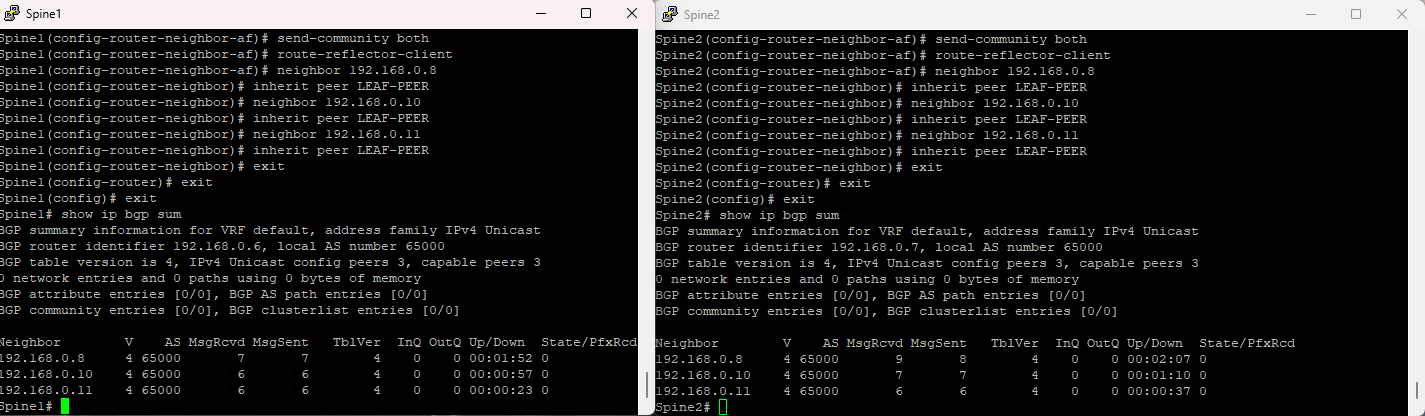 Spine1
Spine1(config-router-neighbor-af)# send-community both
Spine1(config-router-neighbor-af)# route-reflector-client
Spine1(config-router-neighbor-af)# neighbor 192.168.0.8
Spine1(config-router-neighbor)# inherit peer LEAF-PEER
Spine1(config-router-neighbor)# neighbor 192.168.0.10
Spine1(config-router-neighbor)# inherit peer LEAF-PEER
Spine1(config-router-neighbor)# neighbor 192.168.0.11
Spine1(config-router-neighbor)# inherit peer LEAF-PEER
Spine1(config-router-neighbor)# exit
Spine1(config-router)# exit
Spine1(config)# exit
Spine1# show ip bgp sum
BGP summary information for VRF default, address family IPv4 Unicast
BGP router identifier 192.168.0.6, local AS number 65000
BGP table version is 4, IPv4 Unicast config peers 3, capable peers 3
0 network entries and 0 paths using 0 bytes of memory
BGP attribute entries [0/0], BGP AS path entries [0/0]
BGP community entries [0/0], BGP clusterlist entries [0/0]
Neighbor V AS MsgRcvd MsgSent TblVer InQ OutQ Up/Down State/PfxRcd
192.168.0.8 4 65000 7 7 4 0 0 00:01:52 0
192.168.0.10 4 65000 6 6 4 0 0 00:00:57 0
192.168.0.11 4 65000 6 6 4 0 0 00:00:23 0
Spine1#
Spine2
Spine2(config-router-neighbor-af)# send-community both
Spine2(config-router-neighbor-af)# route-reflector-client
Spine2(config-router-neighbor-af)# neighbor 192.168.0.8
Spine2(config-router-neighbor)# inherit peer LEAF-PEER
Spine2(config-router-neighbor)# neighbor 192.168.0.10
Spine2(config-router-neighbor)# inherit peer LEAF-PEER
Spine2(config-router-neighbor)# neighbor 192.168.0.11
Spine2(config-router-neighbor)# inherit peer LEAF-PEER
Spine2(config-router-neighbor)# exit
Spine2(config-router)# exit
Spine2(config)# exit
Spine2# show ip bgp sum
BGP summary information for VRF default, address family IPv4 Unicast
BGP router identifier 192.168.0.7, local AS number 65000
BGP table version is 4, IPv4 Unicast config peers 3, capable peers 3
0 network entries and 0 paths using 0 bytes of memory
BGP attribute entries [0/0], BGP AS path entries [0/0]
BGP community entries [0/0], BGP clusterlist entries [0/0]
Neighbor V AS MsgRcvd MsgSent TblVer InQ OutQ Up/Down State/PfxRcd
192.168.0.8 4 65000 9 8 4 0 0 00:02:07 0
192.168.0.10 4 65000 7 7 4 0 0 00:01:10 0
192.168.0.11 4 65000 6 6 4 0 0 00:00:37 0
Spine2#